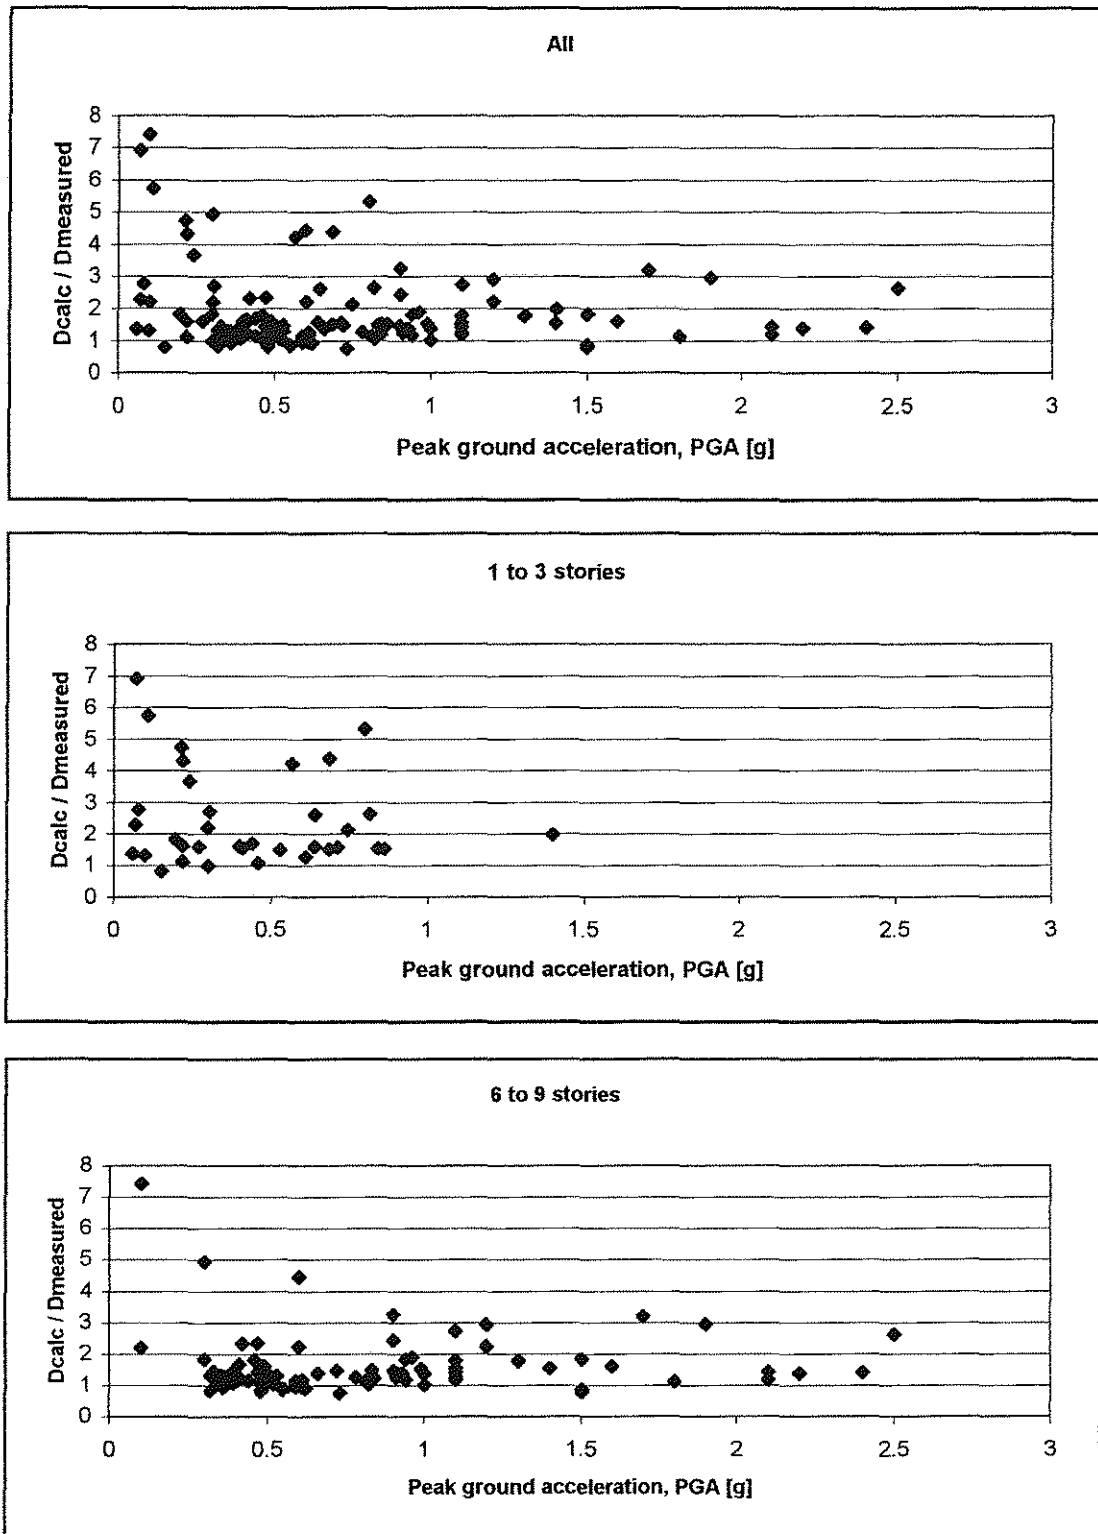 All
8
7
6
5
4
3
2
1
0
Dcalc / Dmeasured
0 0.5 1 1.5 2 2.5 3
Peak ground acceleration, PGA [g]
1 to 3 stories
8
7
6
5
4
3
2
1
0
Dcalc / Dmeasured
0 0.5 1 1.5 2 2.5 3
Peak ground acceleration, PGA [g]
6 to 9 stories
8
7
6
5
4
3
2
1
0
Dcalc / Dmeasured
0 0.5 1 1.5 2 2.5 3
Peak ground acceleration, PGA [g]